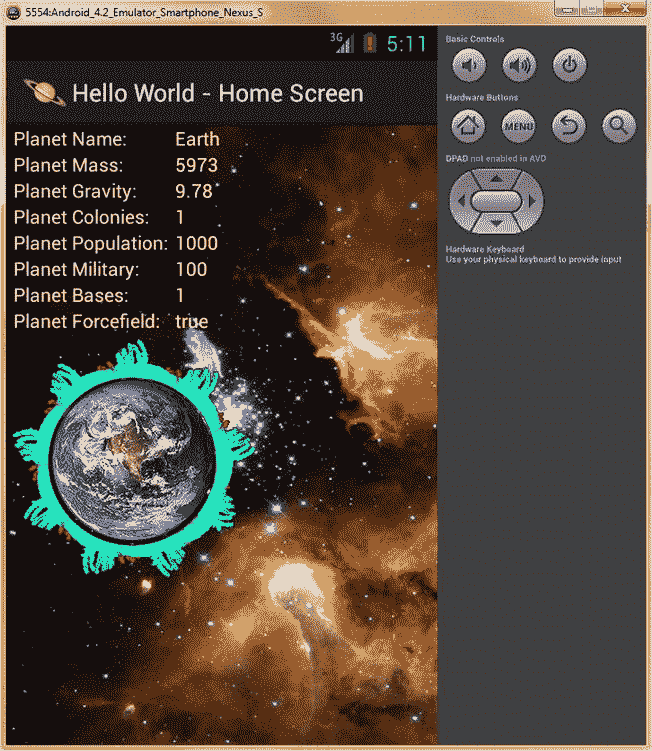 5554:Android_4.2_Emulator_Smartphone_Nexus_S
3G 5:11
Hello World - Home Screen
Planet Name: Earth
Planet Mass: 5973
Planet Gravity: 9.78
Planet Colonies: 1
Planet Population: 1000
Planet Military: 100
Planet Bases: 1
Planet Forcefield: true
Basic Controls
Hardware Buttons
MENU
DPAD not enabled in AVD
Hardware Keyboard
Use your physical keyboard to provide input